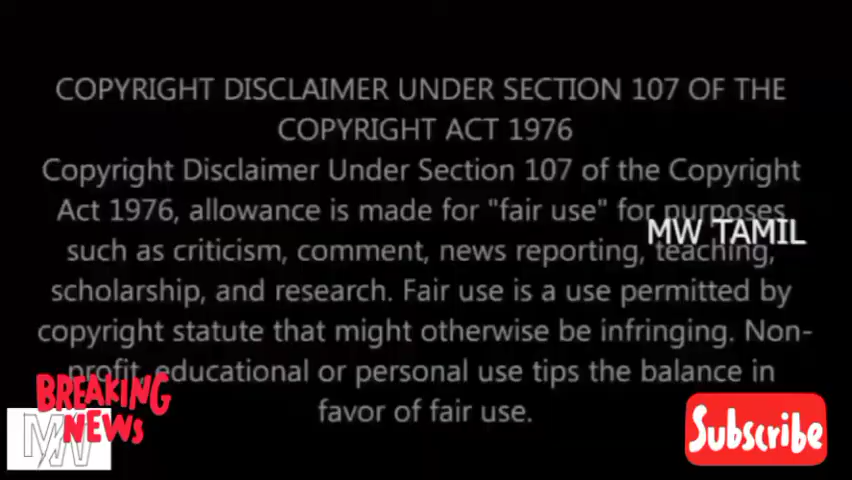 COPYRIGHT DISCLAIMER UNDER SECTION 107 OF THE
COPYRIGHT ACT 1976
Copyright Disclaimer Under Section 107 of the Copyright
Act 1976, allowance is made for "fair use" for purposes
MW TAMIL
such as criticism, comment, news reporting, teaching,
scholarship, and research. Fair use is a use permitted by
copyright statute that might otherwise be infringing. Non-
profit, educational or personal use tips the balance in
favor of fair use.
BREAKING
NEWS
MW
Subscribe